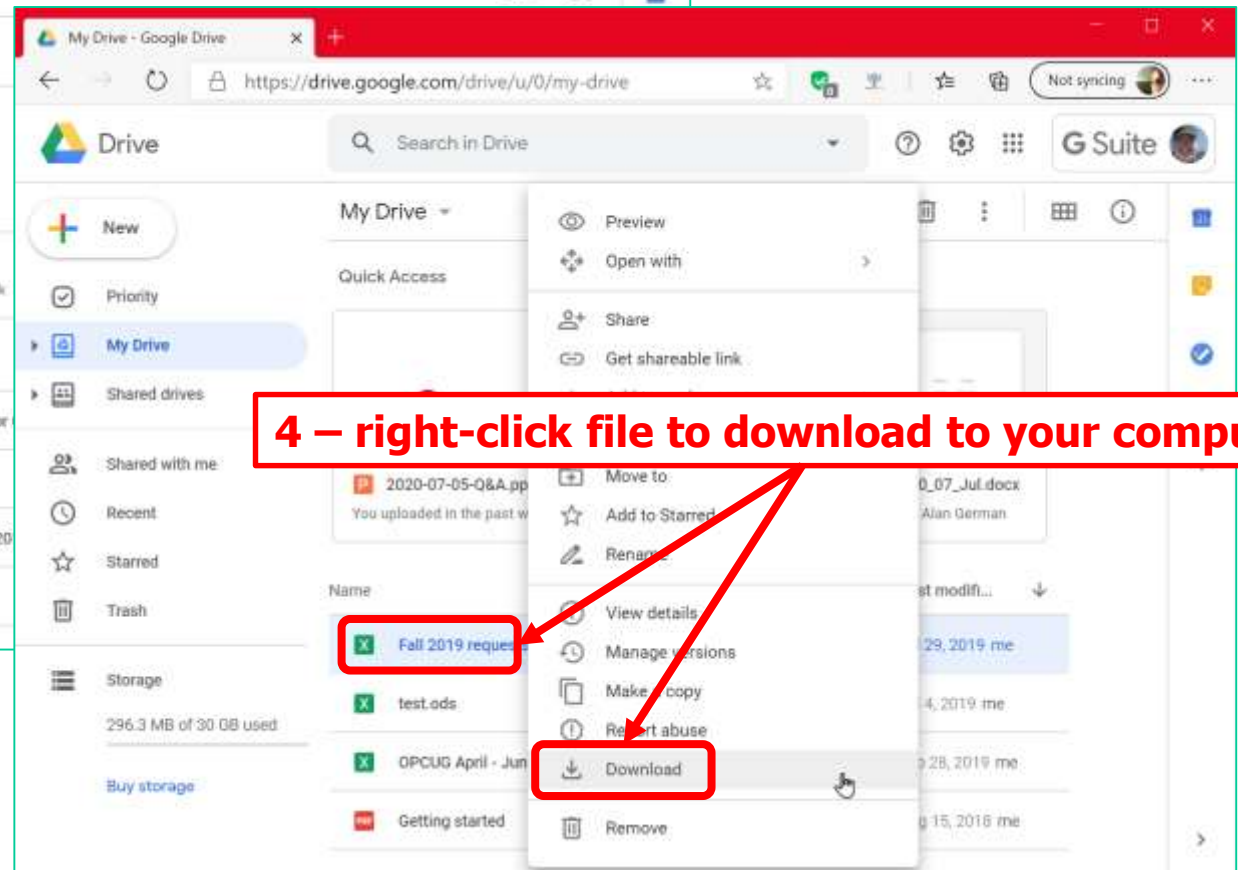 My Drive - Google Drive
https://drive.google.com/drive/u/0/my-drive
Not syncing
Drive
Search in Drive
G Suite
New
My Drive
Preview
Open with
Quick Access
Priority
My Drive
Shared drives
Share
Get shareable link
4 – right-click file to download to your compu
Shared with me
Recent
Starred
Trash
2020-07-05-Q&A.pp
You uploaded in the past w
0_07_Jul.docx
Alan German
Move to
Add to Starred
Rename
Name
st modifi...
View details
Manage versions
Make a copy
Report abuse
Download
Remove
Fall 2019 requests
29, 2019 me
test.ods
4, 2019 me
OPCUG April - Jun
28, 2019 me
Getting started
15, 2018 me
Storage
296.3 MB of 30 GB used
Buy storage